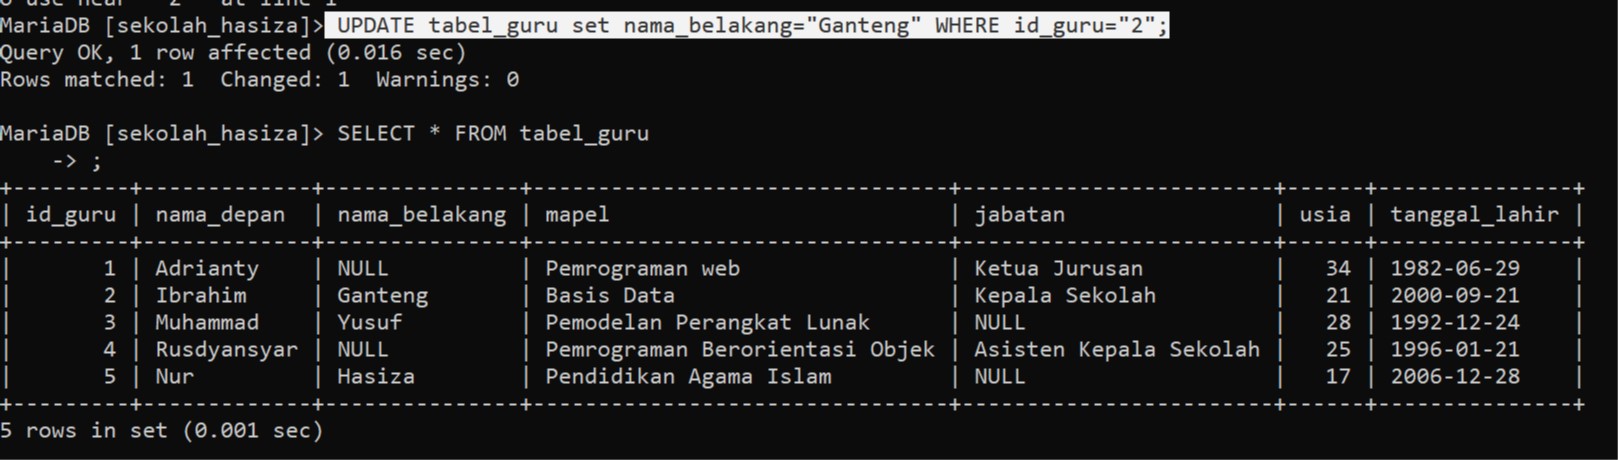 MariaDB [sekolah_hasiza]> UPDATE tabel_guru set nama_belakang="Ganteng" WHERE id_guru="2";
Query OK, 1 row affected (0.016 sec)
Rows matched: 1  Changed: 1  Warnings: 0
MariaDB [sekolah_hasiza]> SELECT * FROM tabel_guru
    -> ;
+---------+-------------+---------------+--------------------------------+------------------------+------+---------------+
| id_guru | nama_depan  | nama_belakang | mapel                          | jabatan                | usia | tanggal_lahir |
+---------+-------------+---------------+--------------------------------+------------------------+------+---------------+
|       1 | Adrianty    | NULL          | Pemrograman web                | Ketua Jurusan          |   34 | 1982-06-29    |
|       2 | Ibrahim     | Ganteng       | Basis Data                     | Kepala Sekolah         |   21 | 2000-09-21    |
|       3 | Muhammad    | Yusuf         | Pemodelan Perangkat Lunak      | NULL                   |   28 | 1992-12-24    |
|       4 | Rusdyansyar | NULL          | Pemrograman Berorientasi Objek | Asisten Kepala Sekolah |   25 | 1996-01-21    |
|       5 | Nur         | Hasiza        | Pendidikan Agama Islam         | NULL                   |   17 | 2006-12-28    |
+---------+-------------+---------------+--------------------------------+------------------------+------+---------------+
5 rows in set (0.001 sec)